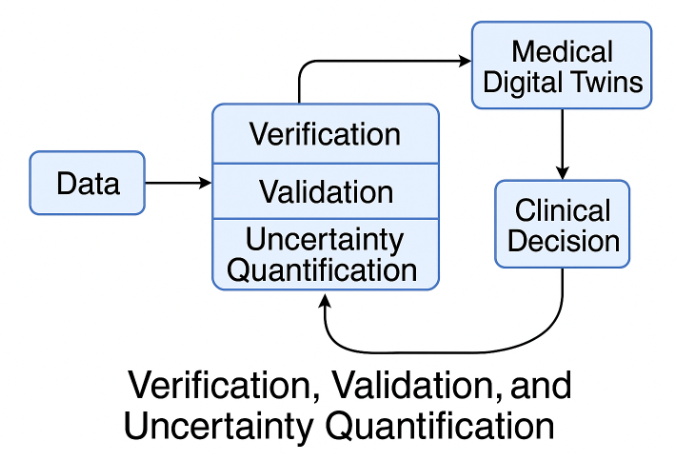 Data
Verification
Validation
Uncertainty
Quantification
Medical
Digital Twins
Clinical
Decision
Verification, Validation, and
Uncertainty Quantification